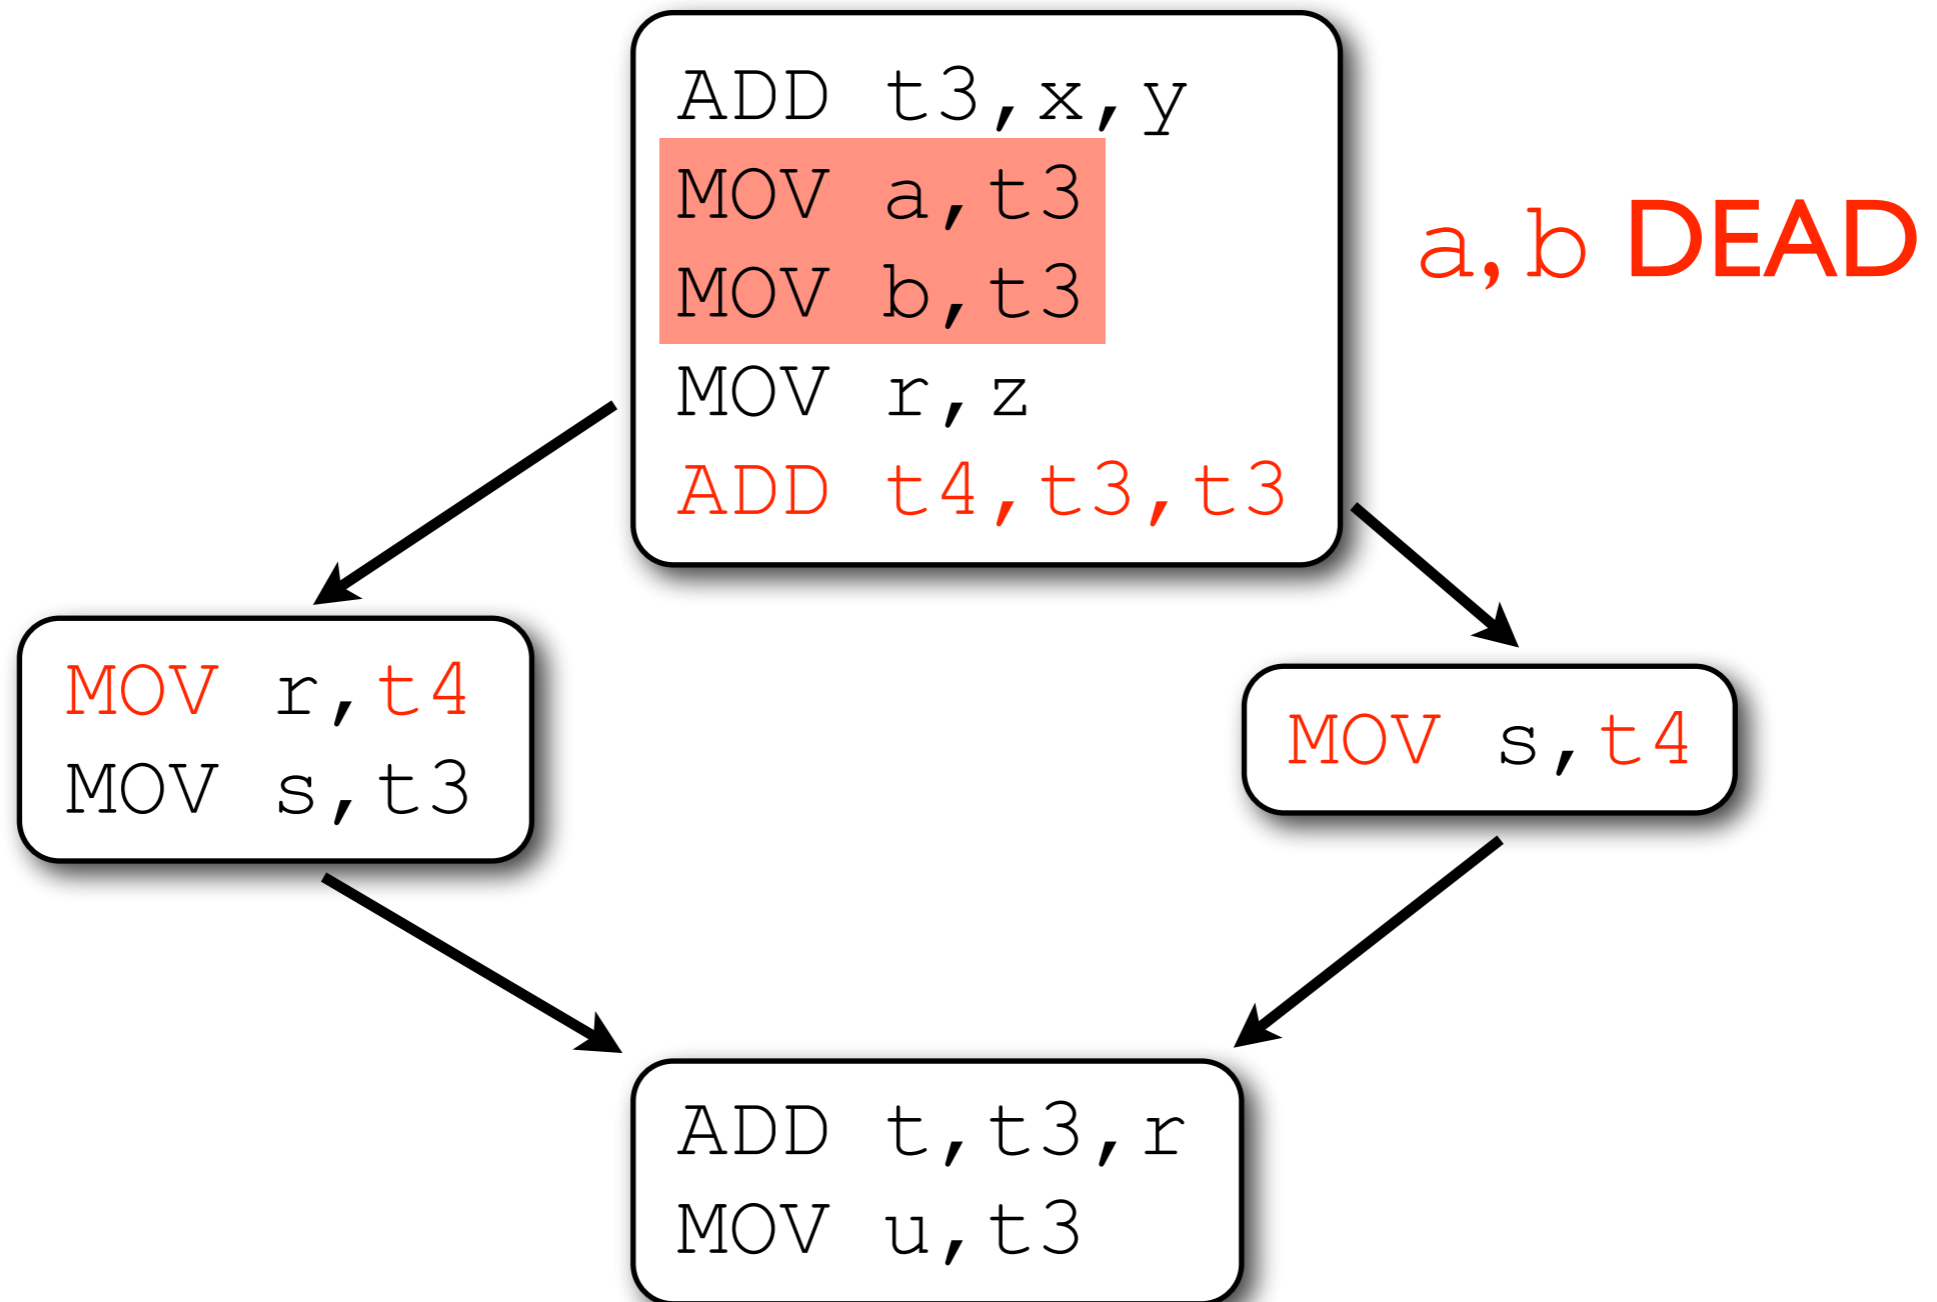 ADD t3,x,y
MOV a,t3
MOV b,t3
MOV r,z
ADD t4,t3,t3
a,b DEAD
MOV r,t4
MOV s,t3
MOV s,t4
ADD t,t3,r
MOV u,t3